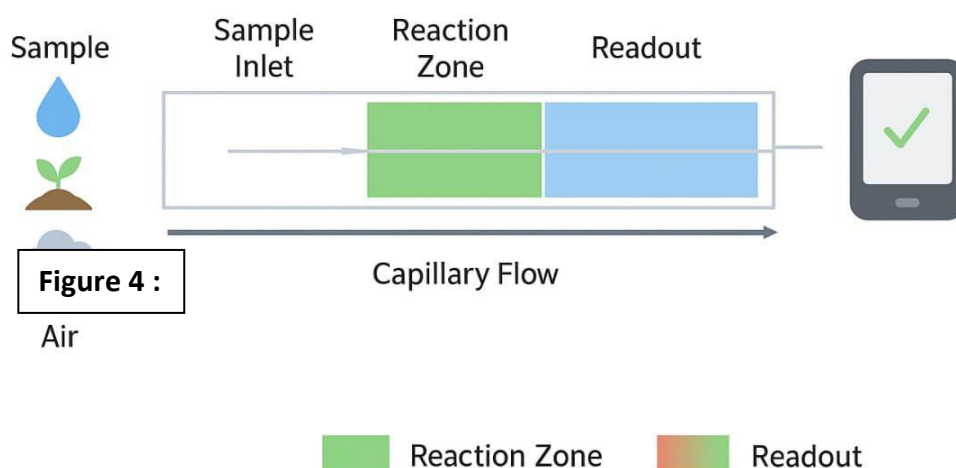 Sample
Sample
Inlet
Reaction
Zone
Readout
Capillary Flow
Figure 4 :
Air
Reaction Zone
Readout